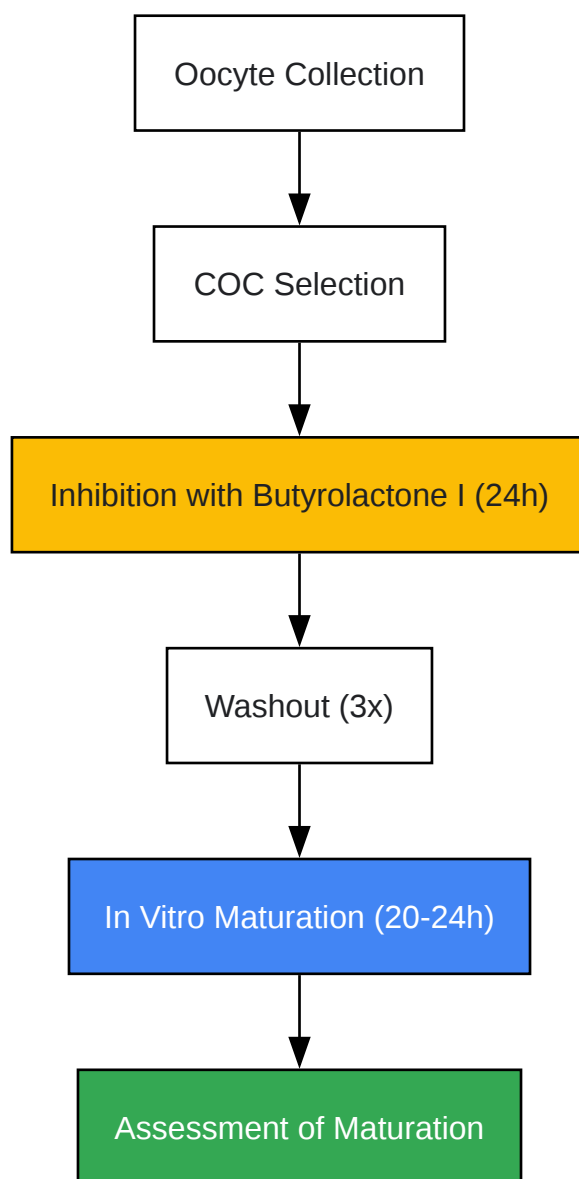 Oocyte Collection
COC Selection
Inhibition with Butyrolactone I (24h)
Washout (3x)
In Vitro Maturation (20-24h)
Assessment of Maturation